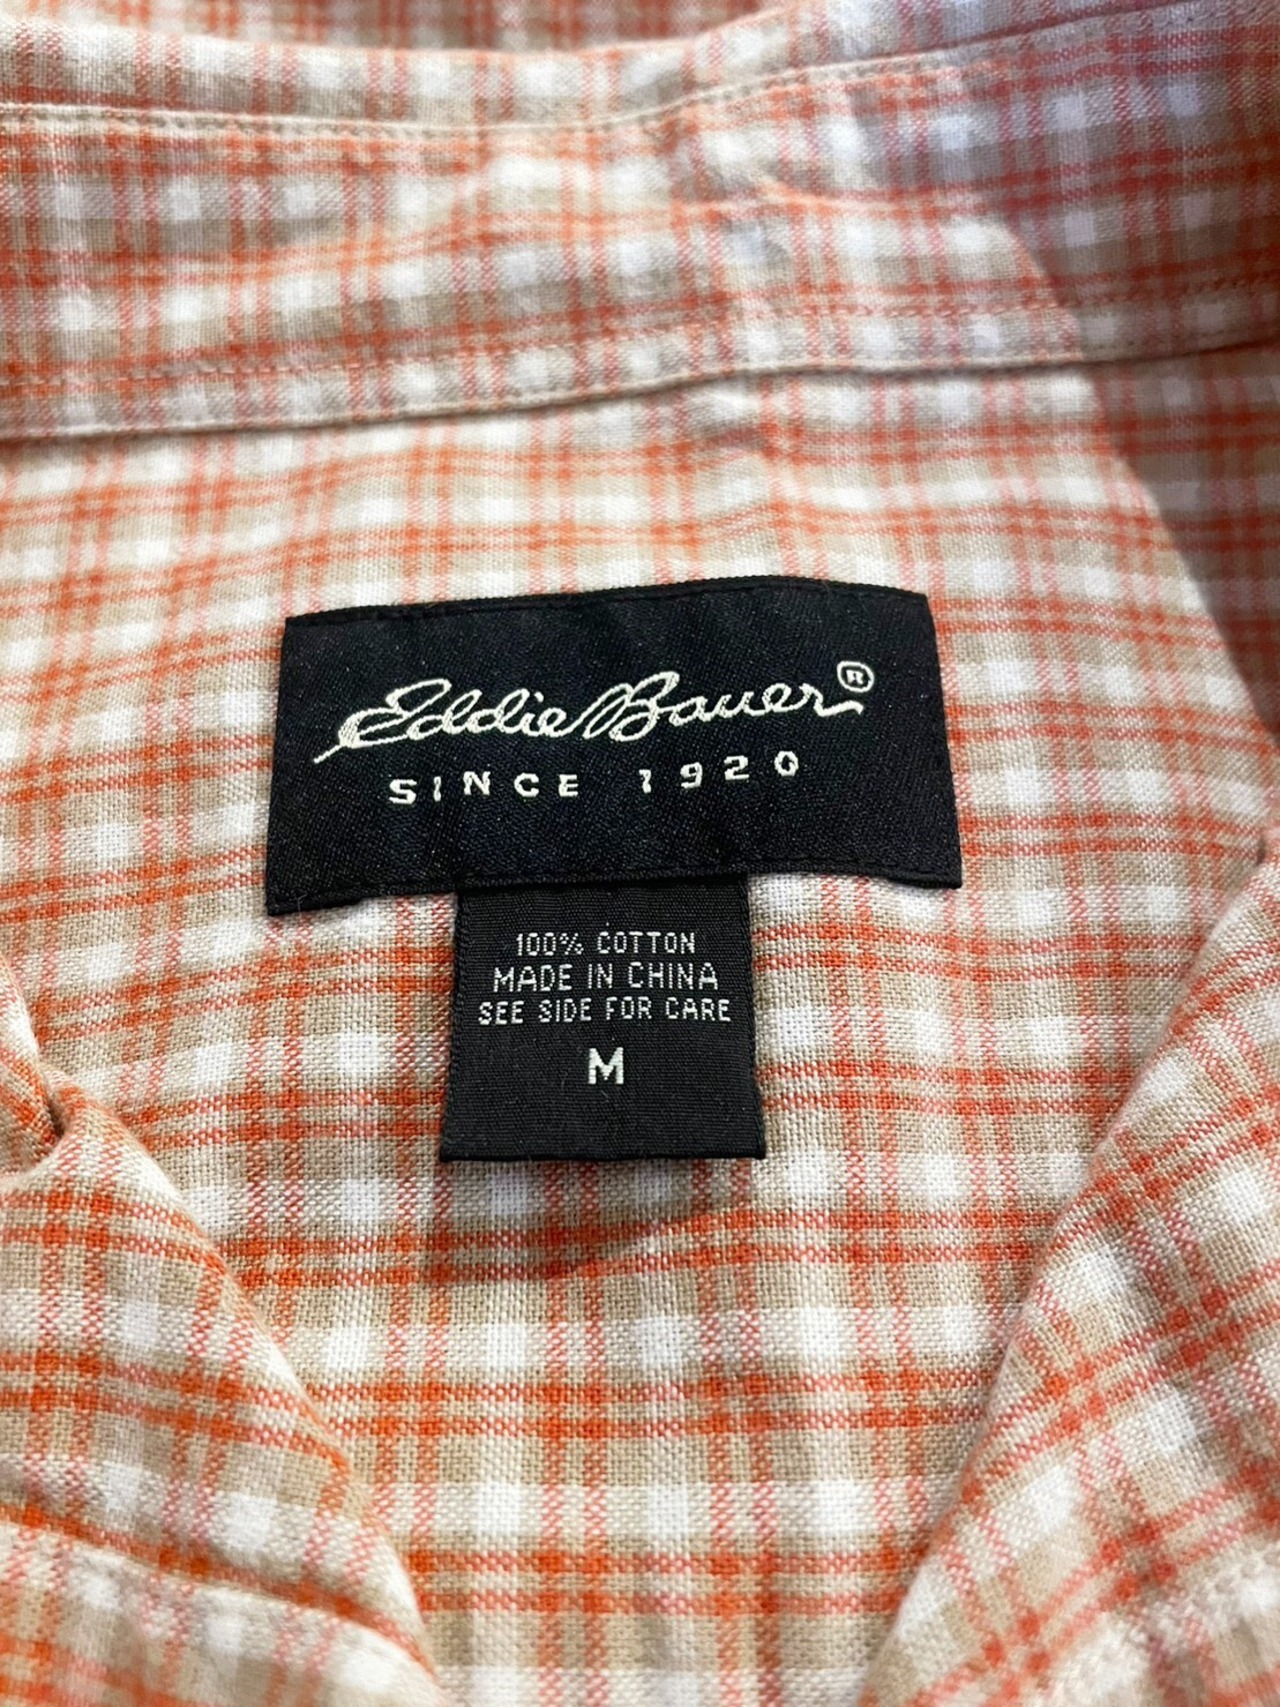 Eddie Bauer®
SINCE 1920
100% COTTON
MADE IN CHINA
SEE SIDE FOR CARE
M